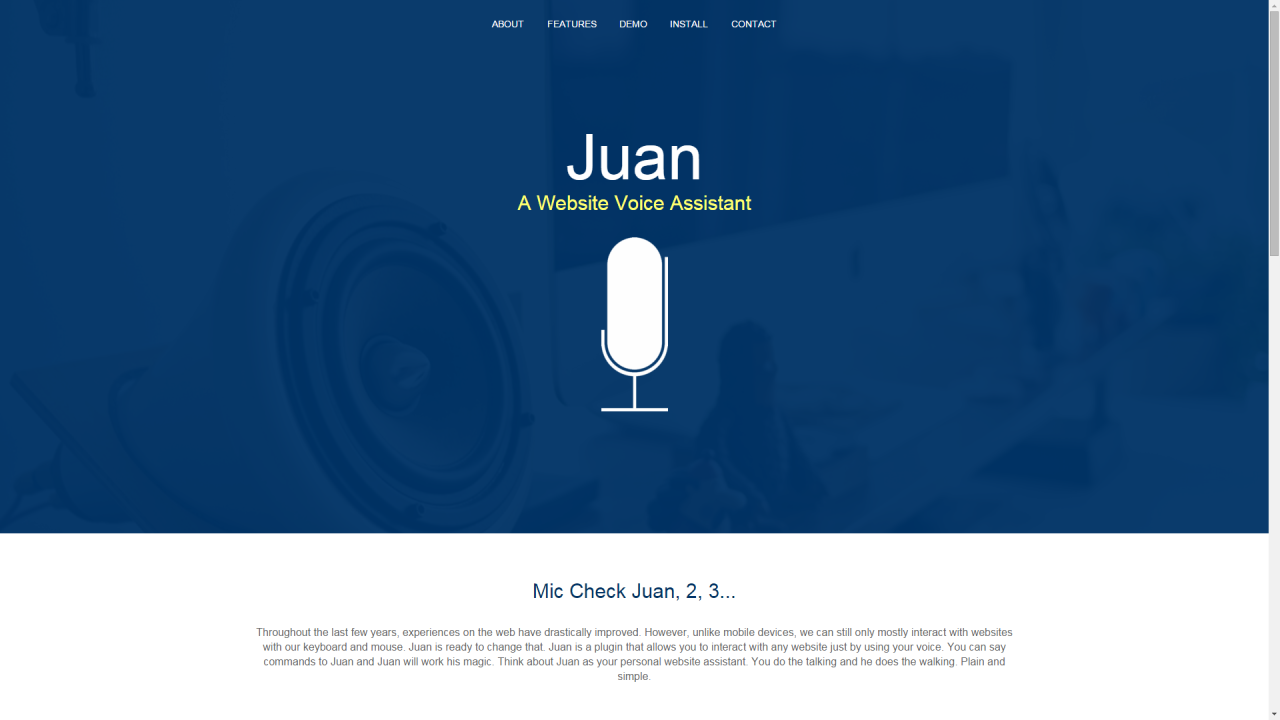 ABOUT FEATURES DEMO INSTALL CONTACT
Juan
A Website Voice Assistant
Mic Check Juan, 2, 3...
Throughout the last few years, experiences on the web have drastically improved. However, unlike mobile devices, we can still only mostly interact with websites
with our keyboard and mouse. Juan is ready to change that. Juan is a plugin that allows you to interact with any website just by using your voice. You can say
commands to Juan and Juan will work his magic. Think about Juan as your personal website assistant. You do the talking and he does the walking. Plain and
simple.